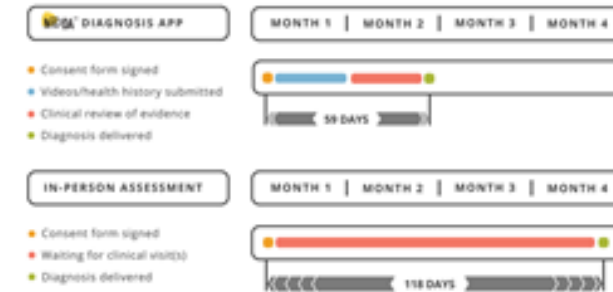 DIAGNOSIS APP
MONTH 1 | MONTH 2 | MONTH 3 | MONTH 4
Consent form signed
Videos/health history submitted
Clinical review of evidence
Diagnosis delivered
59 DAYS
IN-PERSON ASSESSMENT
MONTH 1 | MONTH 2 | MONTH 3 | MONTH 4
Consent form signed
Waiting for clinical visit(s)
Diagnosis delivered
118 DAYS